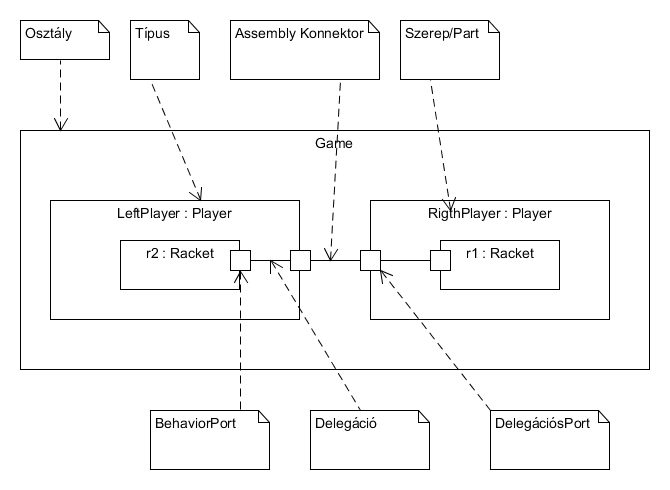 Osztály
Típus
Assembly Konnektor
Szerep/Part
Game
LeftPlayer : Player
RigthPlayer : Player
r2 : Racket
r1 : Racket
BehaviorPort
Delegáció
DelegációsPort